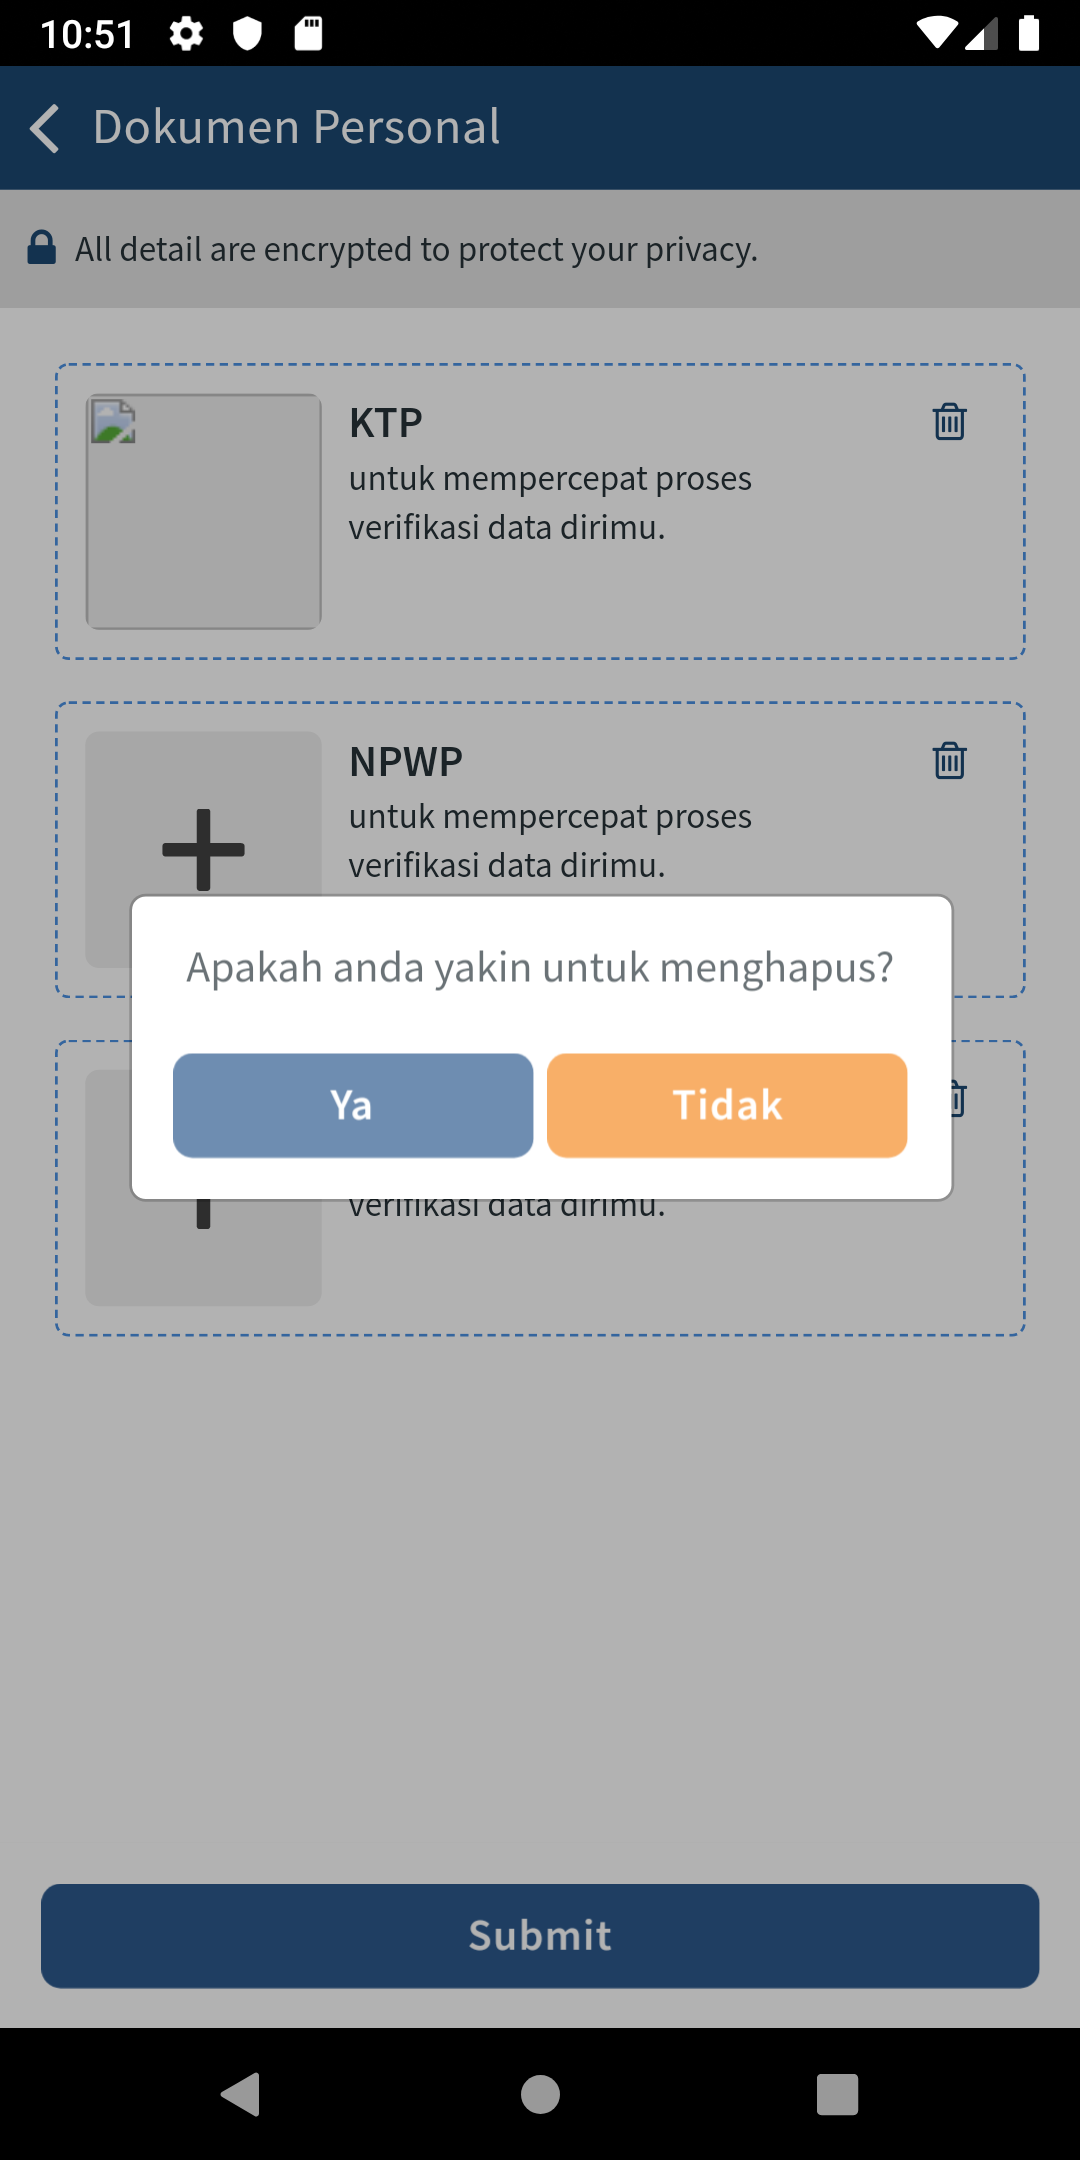 10:51
Dokumen Personal
All detail are encrypted to protect your privacy.
KTP
untuk mempercepat proses
verifikasi data dirimu.
NPWP
untuk mempercepat proses
verifikasi data dirimu.
Apakah anda yakin untuk menghapus?
Ya
Tidak
verifikasi data dirimu.
Submit